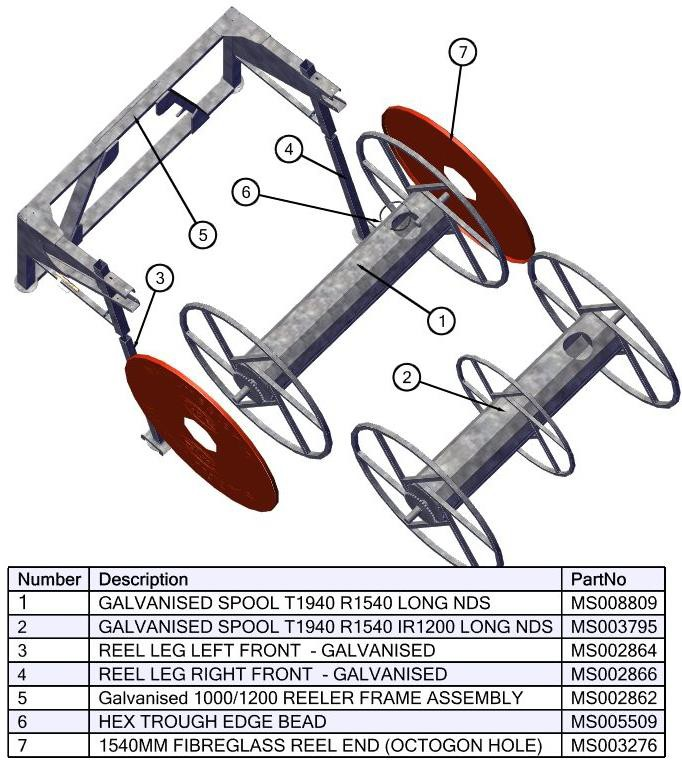 7
4
6
5
3
1
2
Number Description PartNo
1 GALVANISED SPOOL T1940 R1540 LONG NDS MS008809
2 GALVANISED SPOOL T1940 R1540 IR1200 LONG NDS MS003795
3 REEL LEG LEFT FRONT - GALVANISED MS002864
4 REEL LEG RIGHT FRONT - GALVANISED MS002866
5 Galvanised 1000/1200 REELER FRAME ASSEMBLY MS002862
6 HEX TROUGH EDGE BEAD MS005509
7 1540MM FIBREGLASS REEL END (OCTOGON HOLE) MS003276